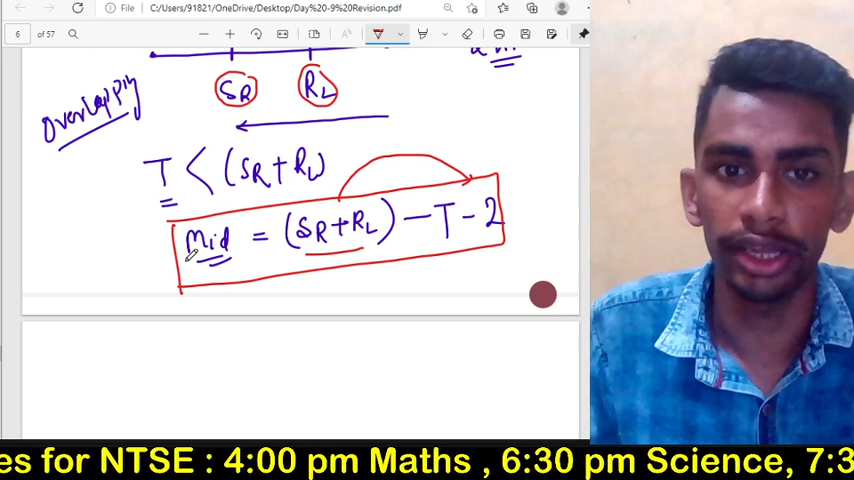 File
C:/Users/91821/OneDrive/Desktop/Day%20-9%20Revision.pdf
6 of 57
SR RL
Overlapping
T < (SR+RL)
Mid = (SR+RL) - T - 2
es for NTSE : 4:00 pm Maths , 6:30 pm Science, 7:3